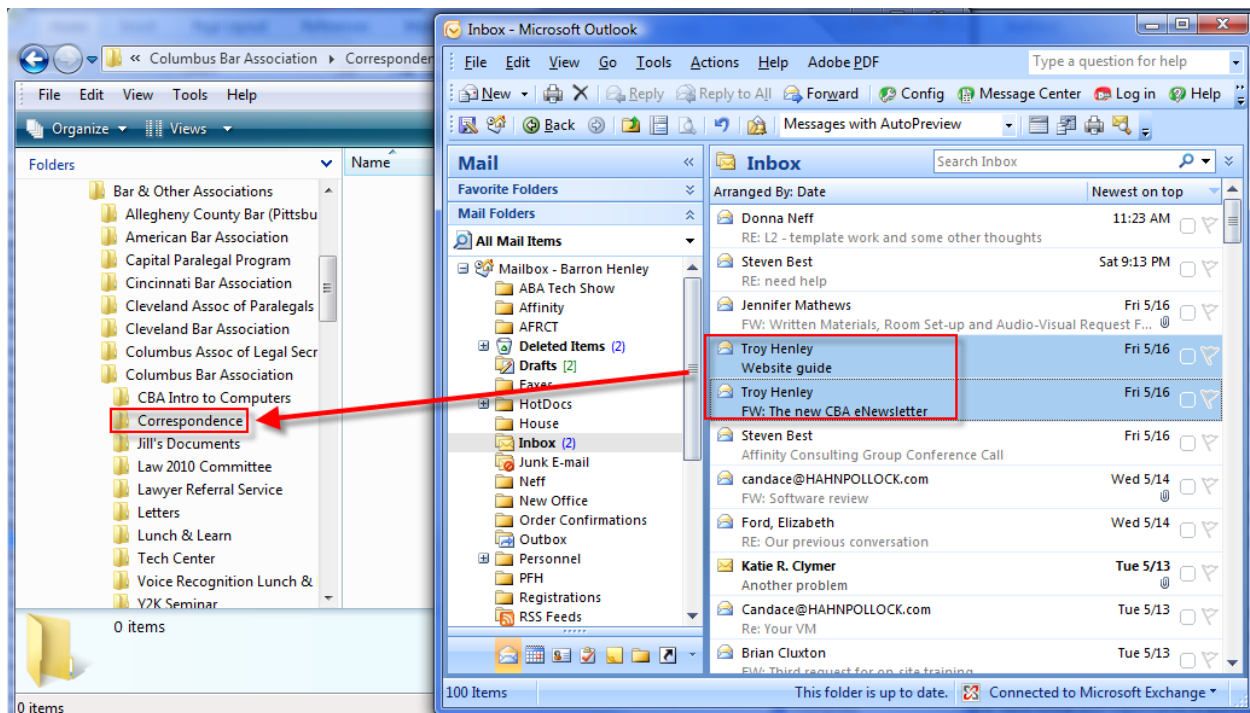 « Columbus Bar Association ▸ Corresponden
File Edit View Tools Help
Organize Views
Folders
Name
Bar & Other Associations
Allegheny County Bar (Pittsbu
American Bar Association
Capital Paralegal Program
Cincinnati Bar Association
Cleveland Assoc of Paralegals
Cleveland Bar Association
Columbus Assoc of Legal Secr
Columbus Bar Association
CBA Intro to Computers
Correspondence
Jill's Documents
Law 2010 Committee
Lawyer Referral Service
Letters
Lunch & Learn
Tech Center
Voice Recognition Lunch &
Y2K Seminar
0 items
0 items
Inbox - Microsoft Outlook
File Edit View Go Tools Actions Help Adobe PDF Type a question for help
New Reply Reply to All Forward Config Message Center Log in Help
Back Messages with AutoPreview
Mail «
Favorite Folders
Mail Folders
All Mail Items
Mailbox - Barron Henley
ABA Tech Show
Affinity
AFRCT
Deleted Items (2)
Drafts [2]
Faxes
HotDocs
House
Inbox (2)
Junk E-mail
Neff
New Office
Order Confirmations
Outbox
Personnel
PFH
Registrations
RSS Feeds
Inbox Search Inbox
Arranged By: Date Newest on top
Donna Neff 11:23 AM
RE: L2 - template work and some other thoughts
Steven Best Sat 9:13 PM
RE: need help
Jennifer Mathews Fri 5/16
FW: Written Materials, Room Set-up and Audio-Visual Request F...
Troy Henley Fri 5/16
Website guide
Troy Henley Fri 5/16
FW: The new CBA eNewsletter
Steven Best Fri 5/16
Affinity Consulting Group Conference Call
candace@HAHNPOLLOCK.com Wed 5/14
FW: Software review
Ford, Elizabeth Wed 5/14
RE: Our previous conversation
Katie R. Clymer Tue 5/13
Another problem
Candace@HAHNPOLLOCK.com Tue 5/13
Re: Your VM
Brian Cluxton Tue 5/13
FW: Third request for on-site training
100 Items This folder is up to date. Connected to Microsoft Exchange